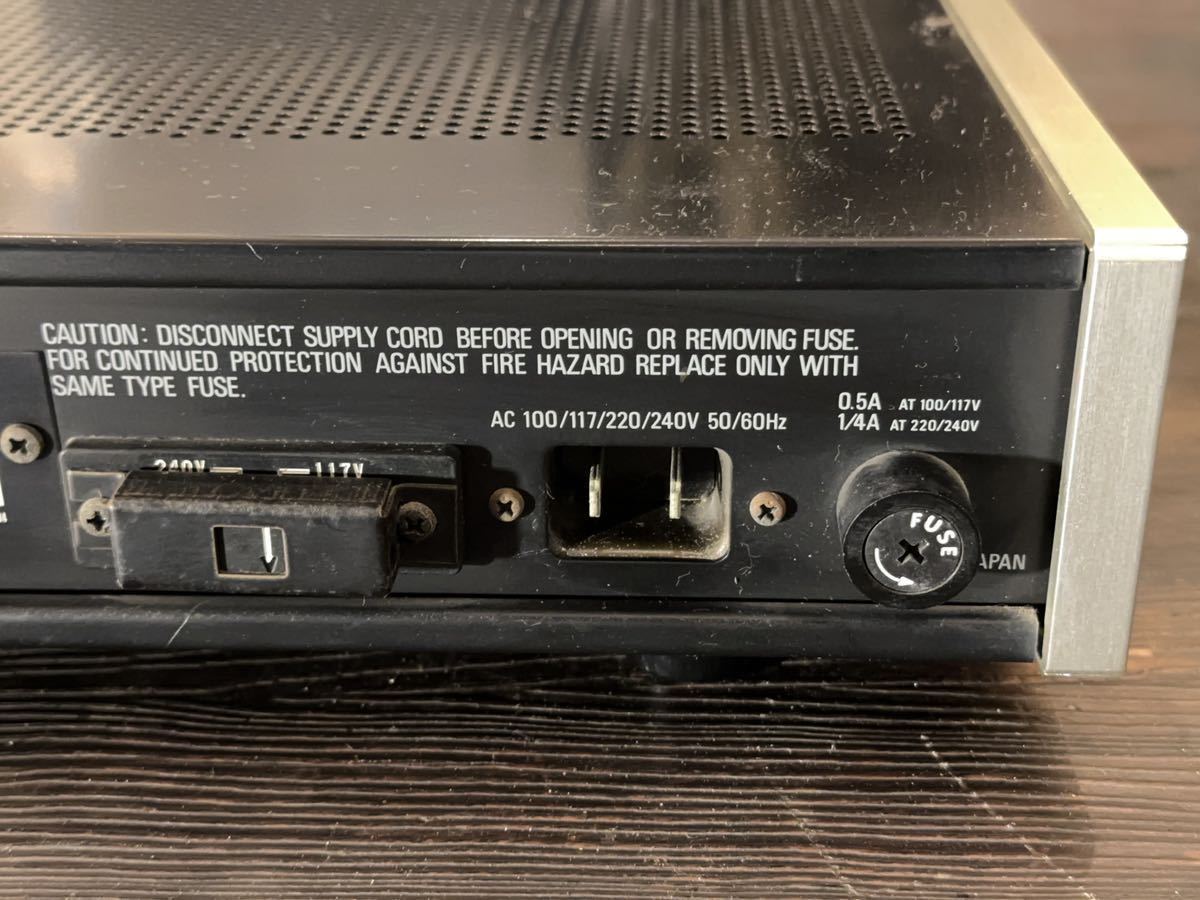 CAUTION: DISCONNECT SUPPLY CORD BEFORE OPENING OR REMOVING FUSE.
FOR CONTINUED PROTECTION AGAINST FIRE HAZARD REPLACE ONLY WITH
SAME TYPE FUSE.
AC 100/117/220/240V 50/60Hz
0.5A AT 100/117V
1/4A AT 220/240V
240V 117V
FUSE